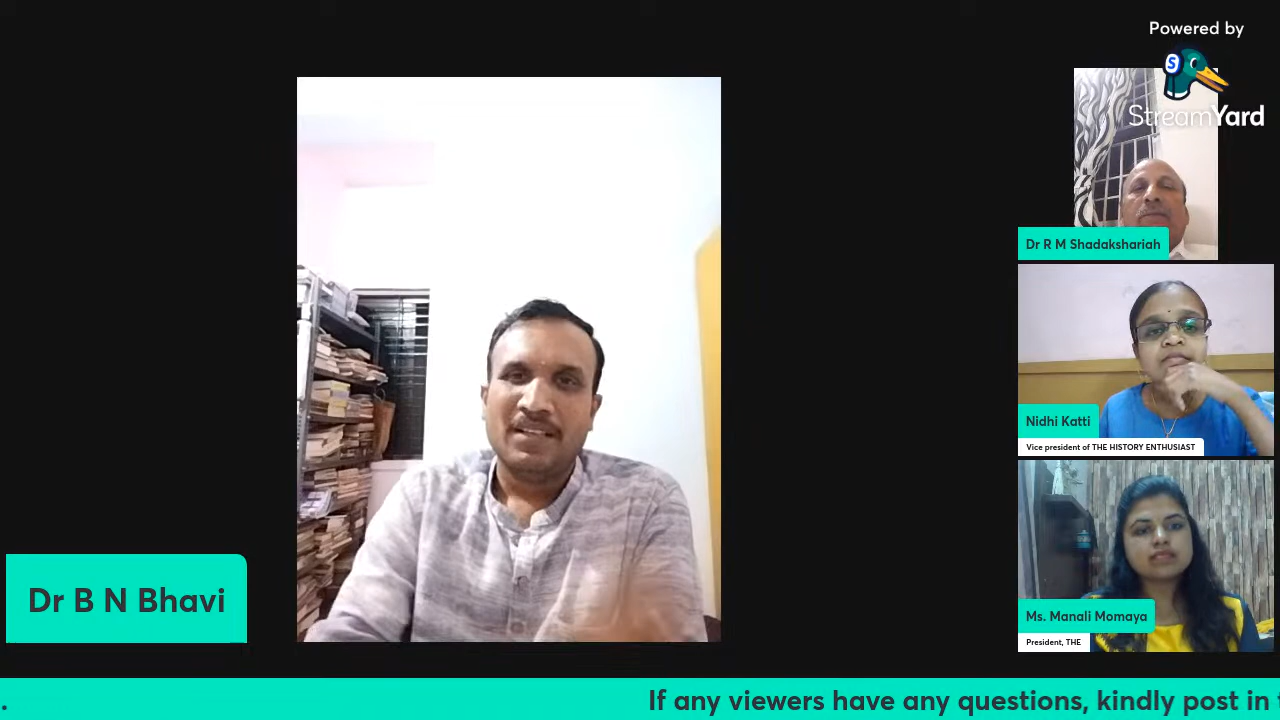 Powered by
S
StreamYard
Dr R M Shadakshariah
Nidhi Katti
Vice president of THE HISTORY ENTHUSIAST
Dr B N Bhavi
Ms. Manali Momaya
President, THE
. If any viewers have any questions, kindly post in